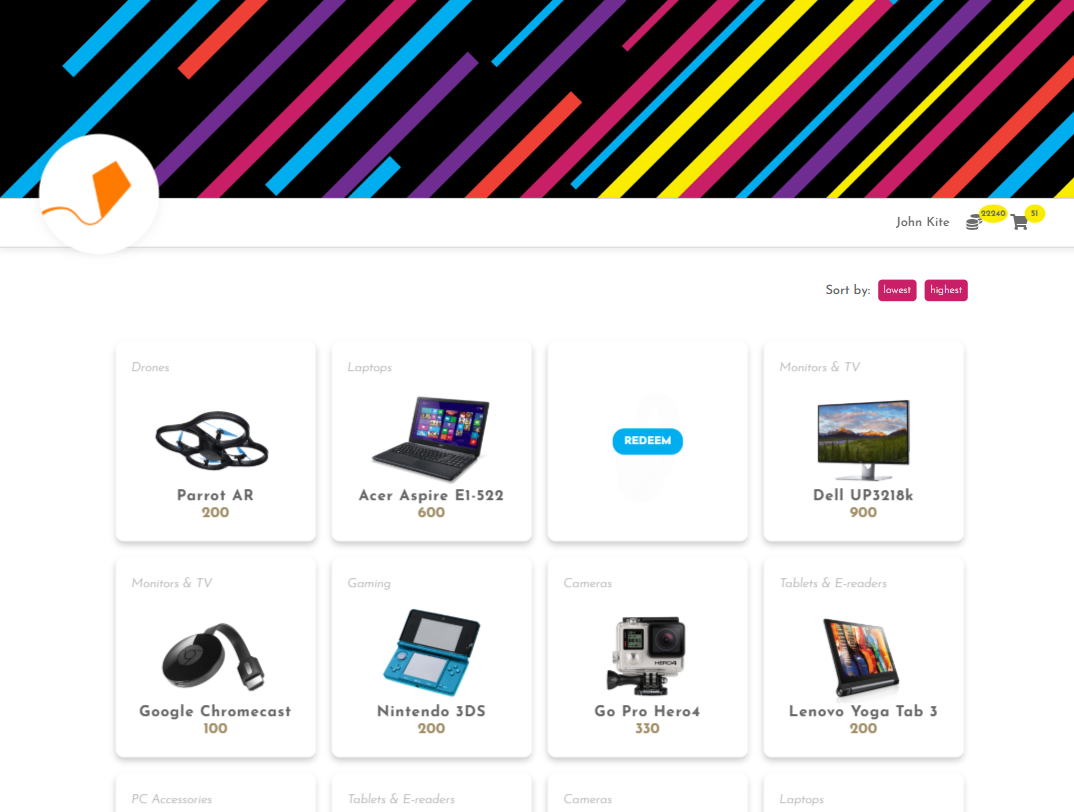 John Kite 22240 51
Sort by: lowest highest
Drones
Parrot AR
200
Laptops
Acer Aspire E1-522
600
REDEEM
Monitors & TV
Dell UP3218k
900
Monitors & TV
Google Chromecast
100
Gaming
Nintendo 3DS
200
Cameras
HERO4
Go Pro Hero4
330
Tablets & E-readers
Lenovo Yoga Tab 3
200
PC Accessories
Tablets & E-readers
Cameras
Laptops